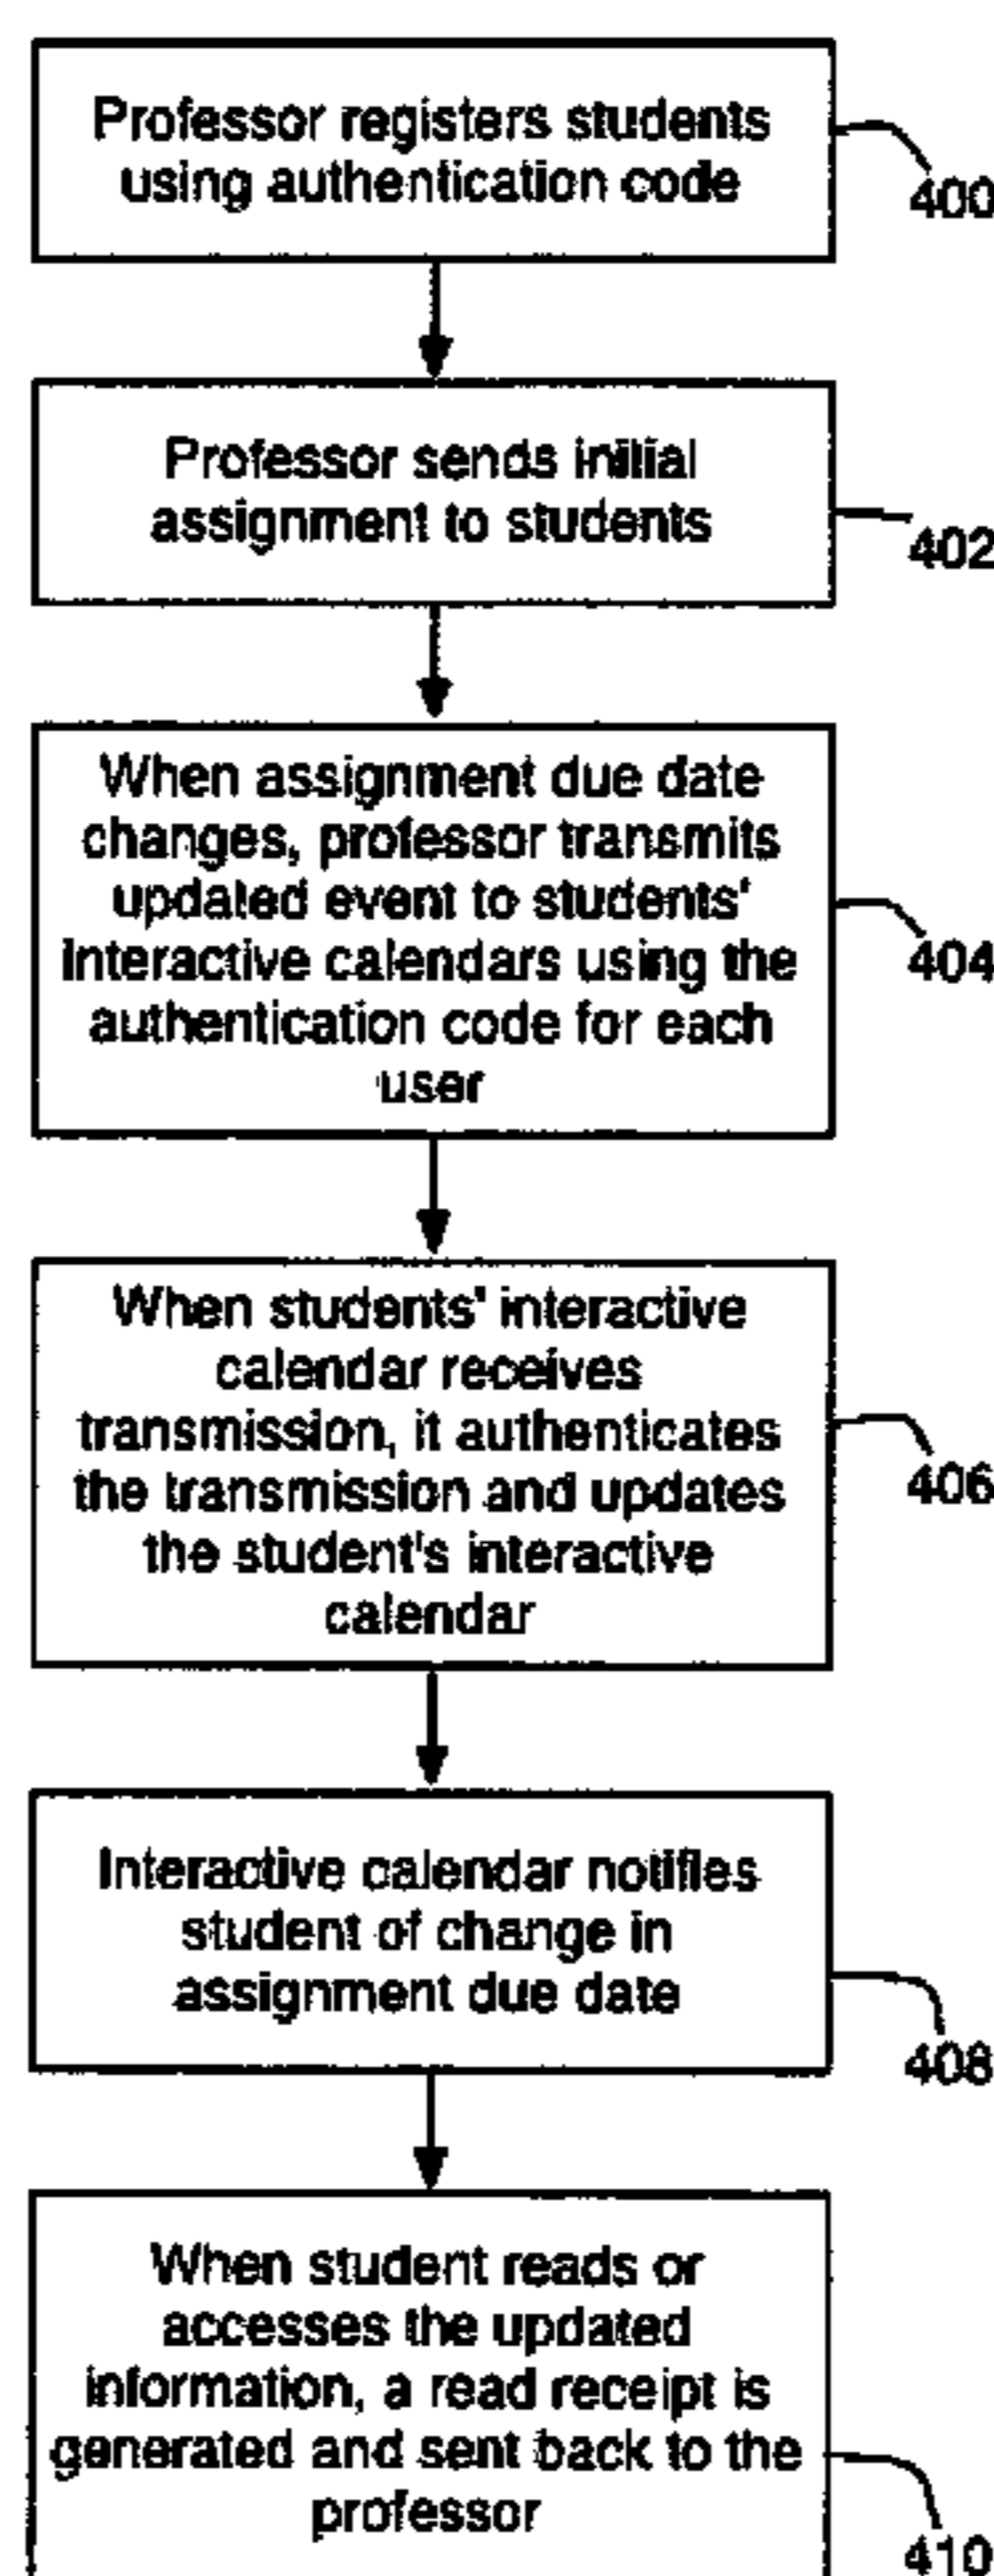 Professor registers students
using authentication code
400
Professor sends initial
assignment to students
402
When assignment due date
changes, professor transmits
updated event to students'
interactive calendars using the
authentication code for each
user
404
When students' interactive
calendar receives
transmission, it authenticates
the transmission and updates
the student's interactive
calendar
406
Interactive calendar notifies
student of change in
assignment due date
408
When student reads or
accesses the updated
information, a read receipt is
generated and sent back to the
professor
410